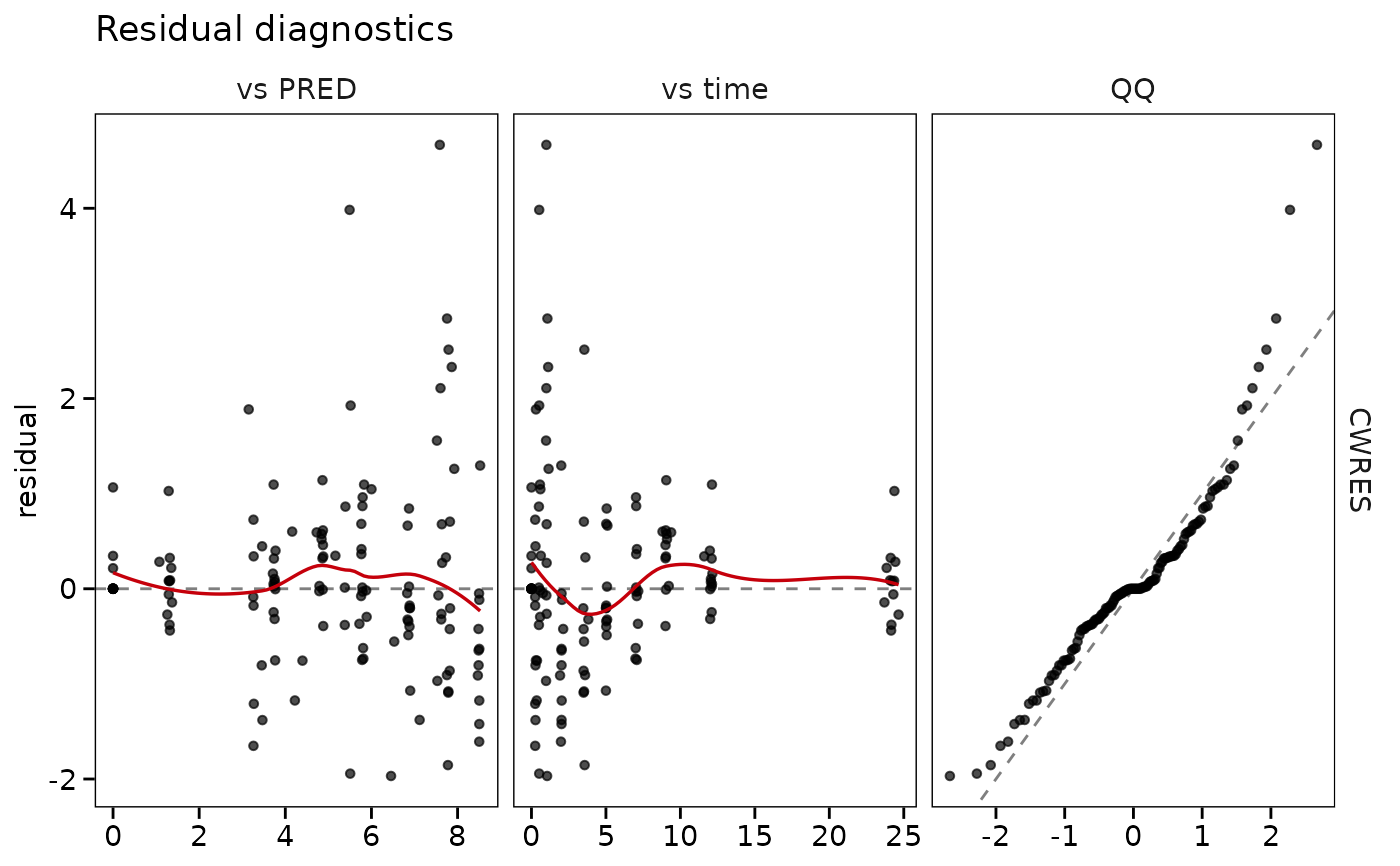 Residual diagnostics
vs PRED
vs time
QQ
4
2
0
-2
residual
CWRES
0 2 4 6 8
0 5 10 15 20 25
-2 -1 0 1 2